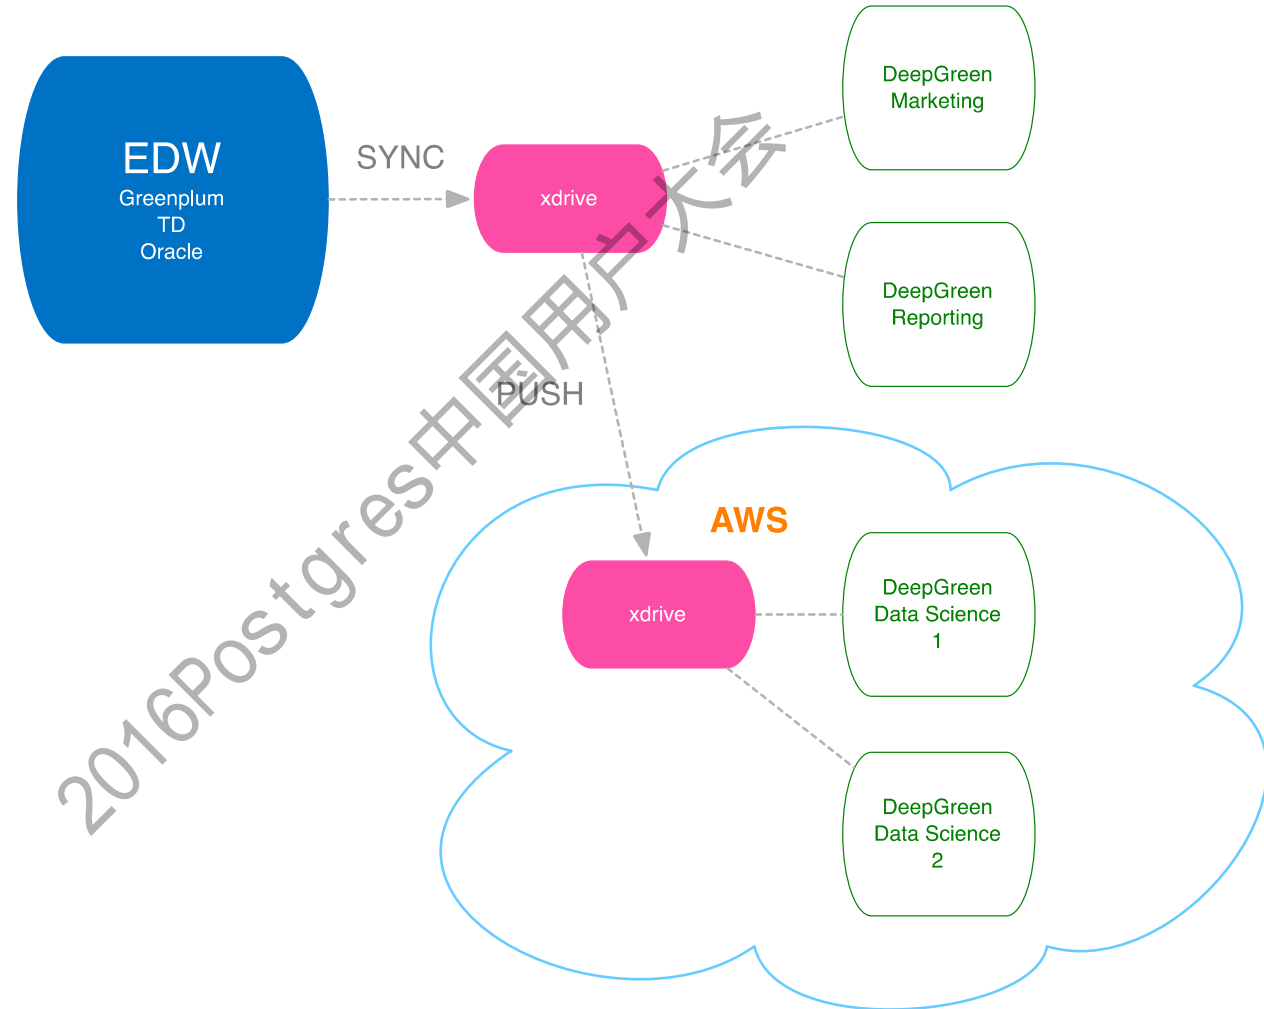 EDW
Greenplum
TD
Oracle
SYNC
xdrive
DeepGreen
Marketing
DeepGreen
Reporting
PUSH
AWS
xdrive
DeepGreen
Data Science
1
DeepGreen
Data Science
2
2016Postgres中国用户大会